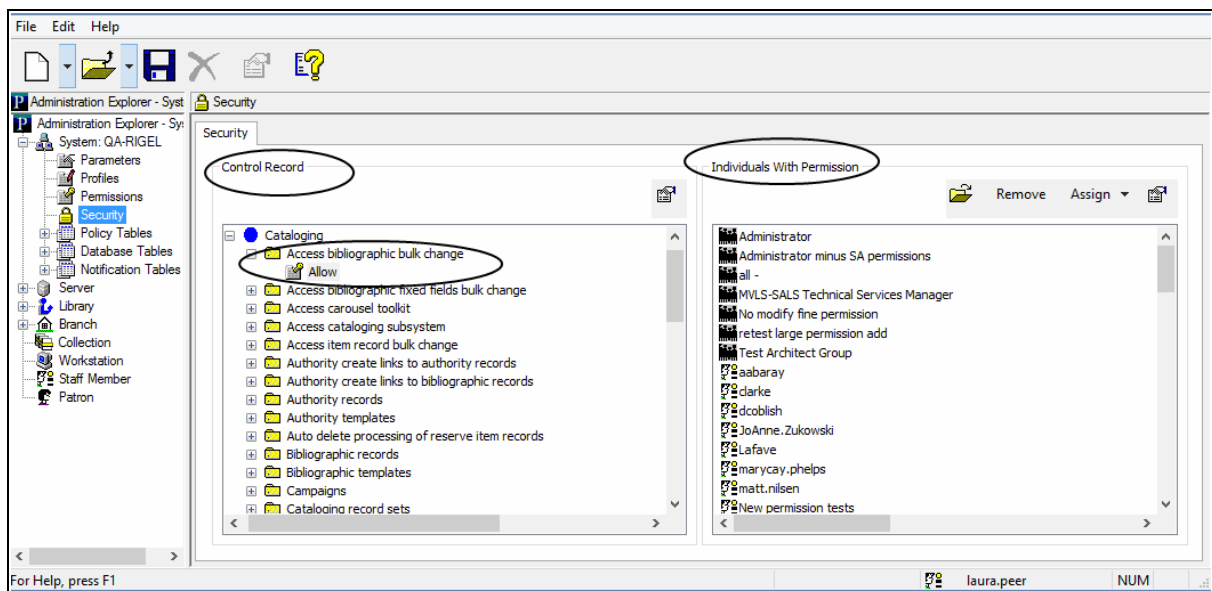 File Edit Help
Administration Explorer - Syst
Security
Administration Explorer - Sy
System: QA-RIGEL
Parameters
Profiles
Permissions
Security
Policy Tables
Database Tables
Notification Tables
Server
Library
Branch
Collection
Workstation
Staff Member
Patron
Security
Control Record
Cataloging
Access bibliographic bulk change
Allow
Access bibliographic fixed fields bulk change
Access carousel toolkit
Access cataloging subsystem
Access item record bulk change
Authority create links to authority records
Authority create links to bibliographic records
Authority records
Authority templates
Auto delete processing of reserve item records
Bibliographic records
Bibliographic templates
Campaigns
Cataloging record sets
Individuals With Permission
Remove Assign
Administrator
Administrator minus SA permissions
all -
MVLS-SALS Technical Services Manager
No modify fine permission
retest large permission add
Test Architect Group
aabaray
clarke
dcoblish
JoAnne.Zukowski
Lafave
marycay.phelps
matt.nilsen
New permission tests
For Help, press F1
laura.peer
NUM